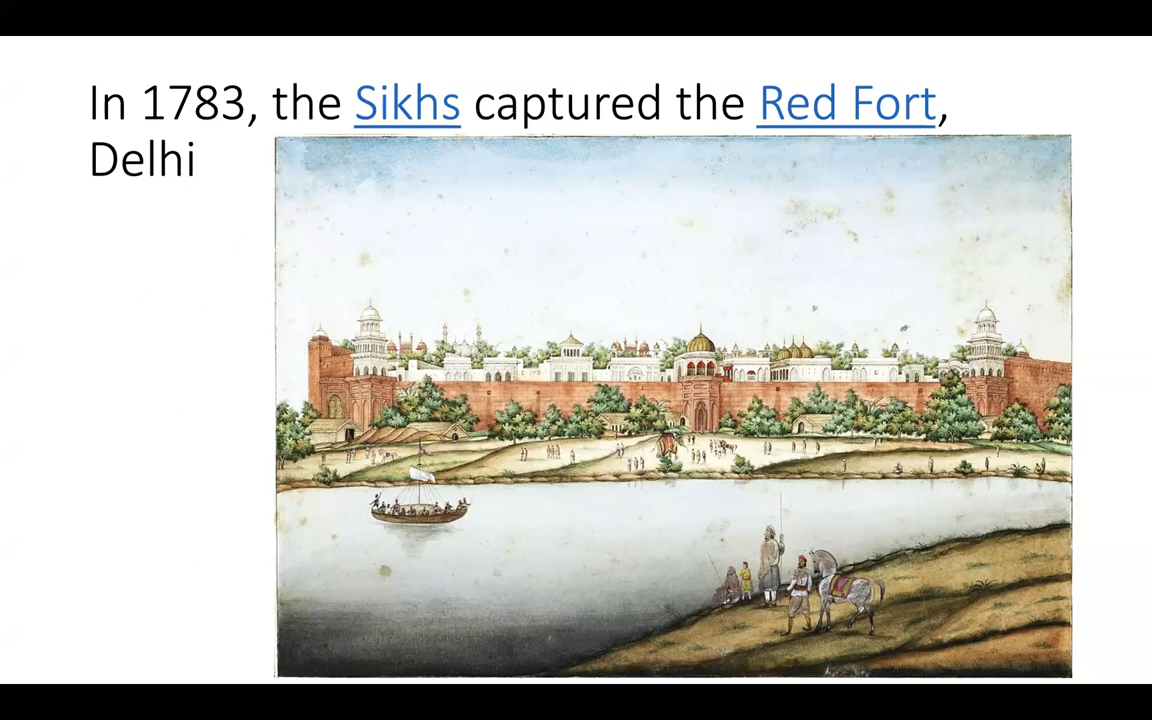 In 1783, the Sikhs captured the Red Fort,
Delhi